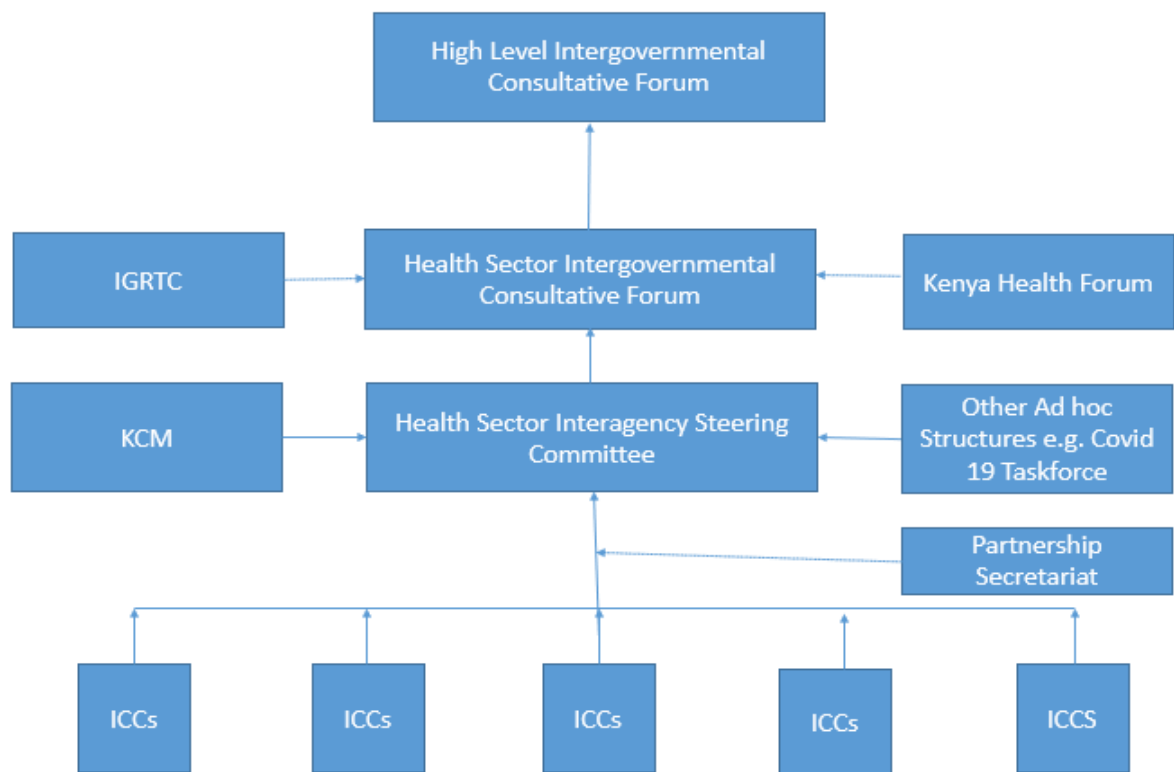 High Level Intergovernmental
Consultative Forum
IGRTC
Health Sector Intergovernmental
Consultative Forum
Kenya Health Forum
KCM
Health Sector Interagency Steering
Committee
Other Ad hoc
Structures e.g. Covid
19 Taskforce
Partnership
Secretariat
ICCs
ICCs
ICCs
ICCs
ICCS